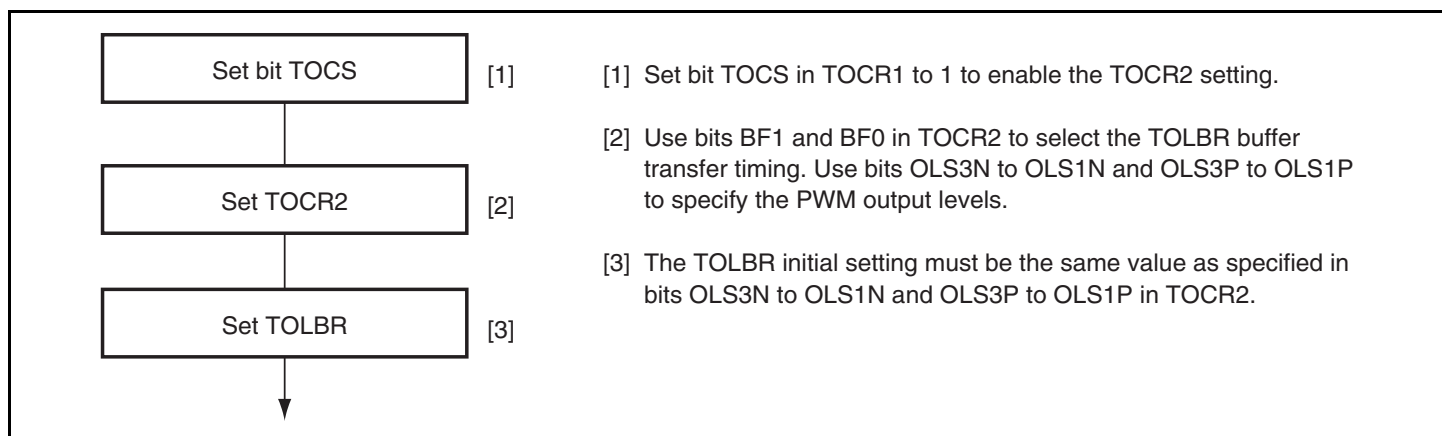 Set bit TOCS
[1]
Set TOCR2
[2]
Set TOLBR
[3]
[1] Set bit TOCS in TOCR1 to 1 to enable the TOCR2 setting.
[2] Use bits BF1 and BF0 in TOCR2 to select the TOLBR buffer
transfer timing. Use bits OLS3N to OLS1N and OLS3P to OLS1P
to specify the PWM output levels.
[3] The TOLBR initial setting must be the same value as specified in
bits OLS3N to OLS1N and OLS3P to OLS1P in TOCR2.